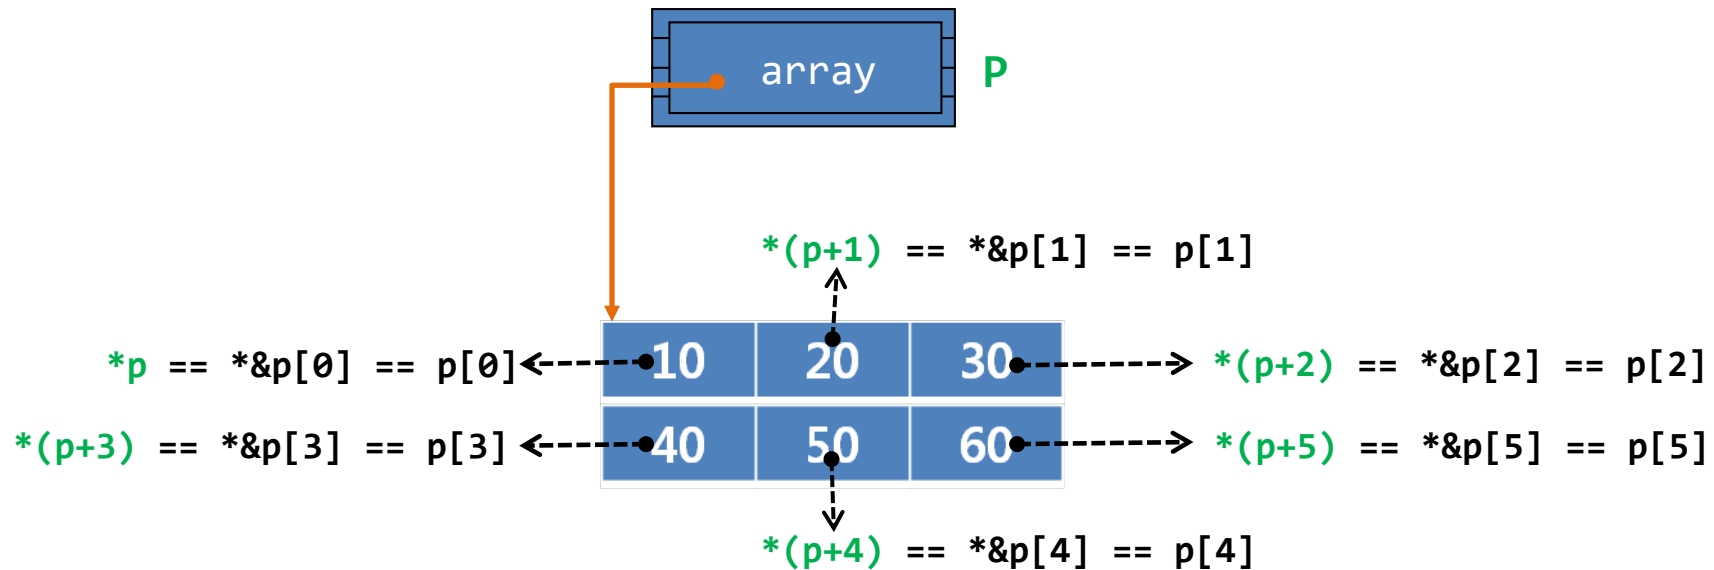 array P
*(p+1) == *&p[1] == p[1]
*p == *&p[0] == p[0] 10 20 30 *(p+2) == *&p[2] == p[2]
*(p+3) == *&p[3] == p[3] 40 50 60 *(p+5) == *&p[5] == p[5]
*(p+4) == *&p[4] == p[4]